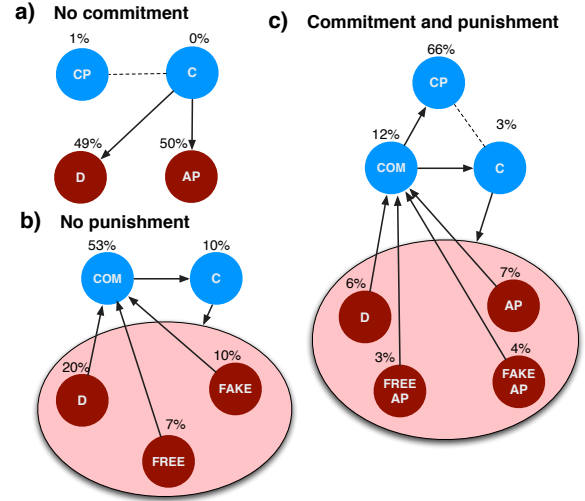 a) No commitment
1%
0%
CP
C
49%
50%
D
AP
b) No punishment
53%
10%
COM
C
20%
10%
D
FAKE
7%
FREE
c) Commitment and punishment
66%
CP
12%
3%
COM
C
6%
7%
D
AP
3%
4%
FREE
AP
FAKE
AP